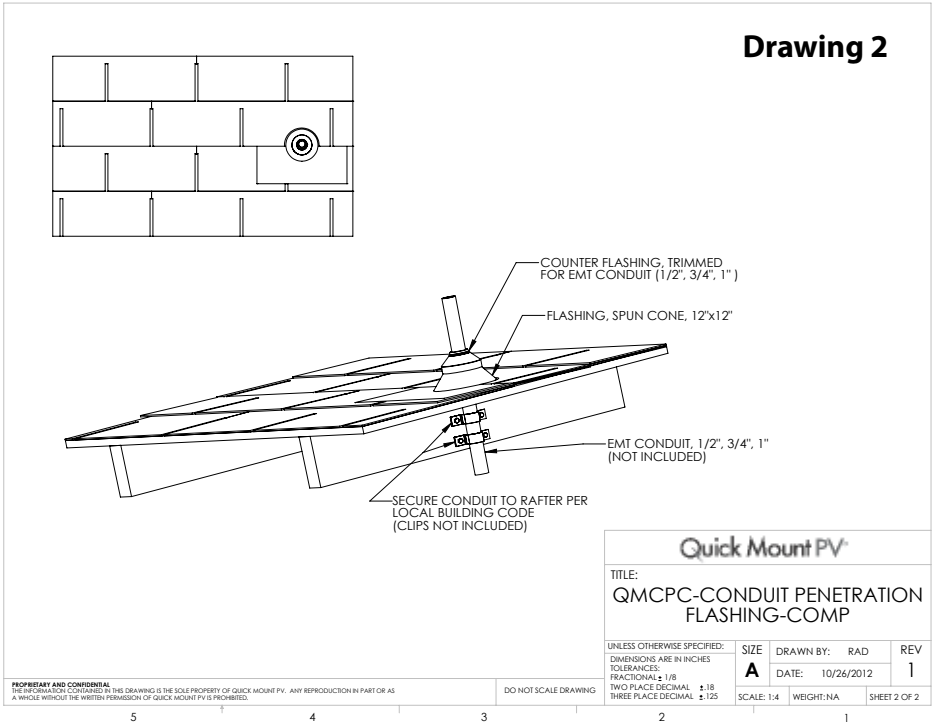 Drawing 2
COUNTER FLASHING, TRIMMED
FOR EMT CONDUIT (1/2", 3/4", 1" )
FLASHING, SPUN CONE, 12"x12"
EMT CONDUIT, 1/2", 3/4", 1"
(NOT INCLUDED)
SECURE CONDUIT TO RAFTER PER
LOCAL BUILDING CODE
(CLIPS NOT INCLUDED)
Quick Mount PV
TITLE:
QMCPC-CONDUIT PENETRATION
FLASHING-COMP
UNLESS OTHERWISE SPECIFIED:
DIMENSIONS ARE IN INCHES
TOLERANCES:
FRACTIONAL ± 1/8
TWO PLACE DECIMAL ±.18
THREE PLACE DECIMAL ±.125
SIZE
A
DRAWN BY: RAD
DATE: 10/26/2012
REV
1
SCALE: 1:4
WEIGHT: NA
SHEET 2 OF 2
PROPRIETARY AND CONFIDENTIAL
THE INFORMATION CONTAINED IN THIS DRAWING IS THE SOLE PROPERTY OF QUICK MOUNT PV. ANY REPRODUCTION IN PART OR AS
A WHOLE WITHOUT THE WRITTEN PERMISSION OF QUICK MOUNT PV IS PROHIBITED.
DO NOT SCALE DRAWING
5 4 3 2 1